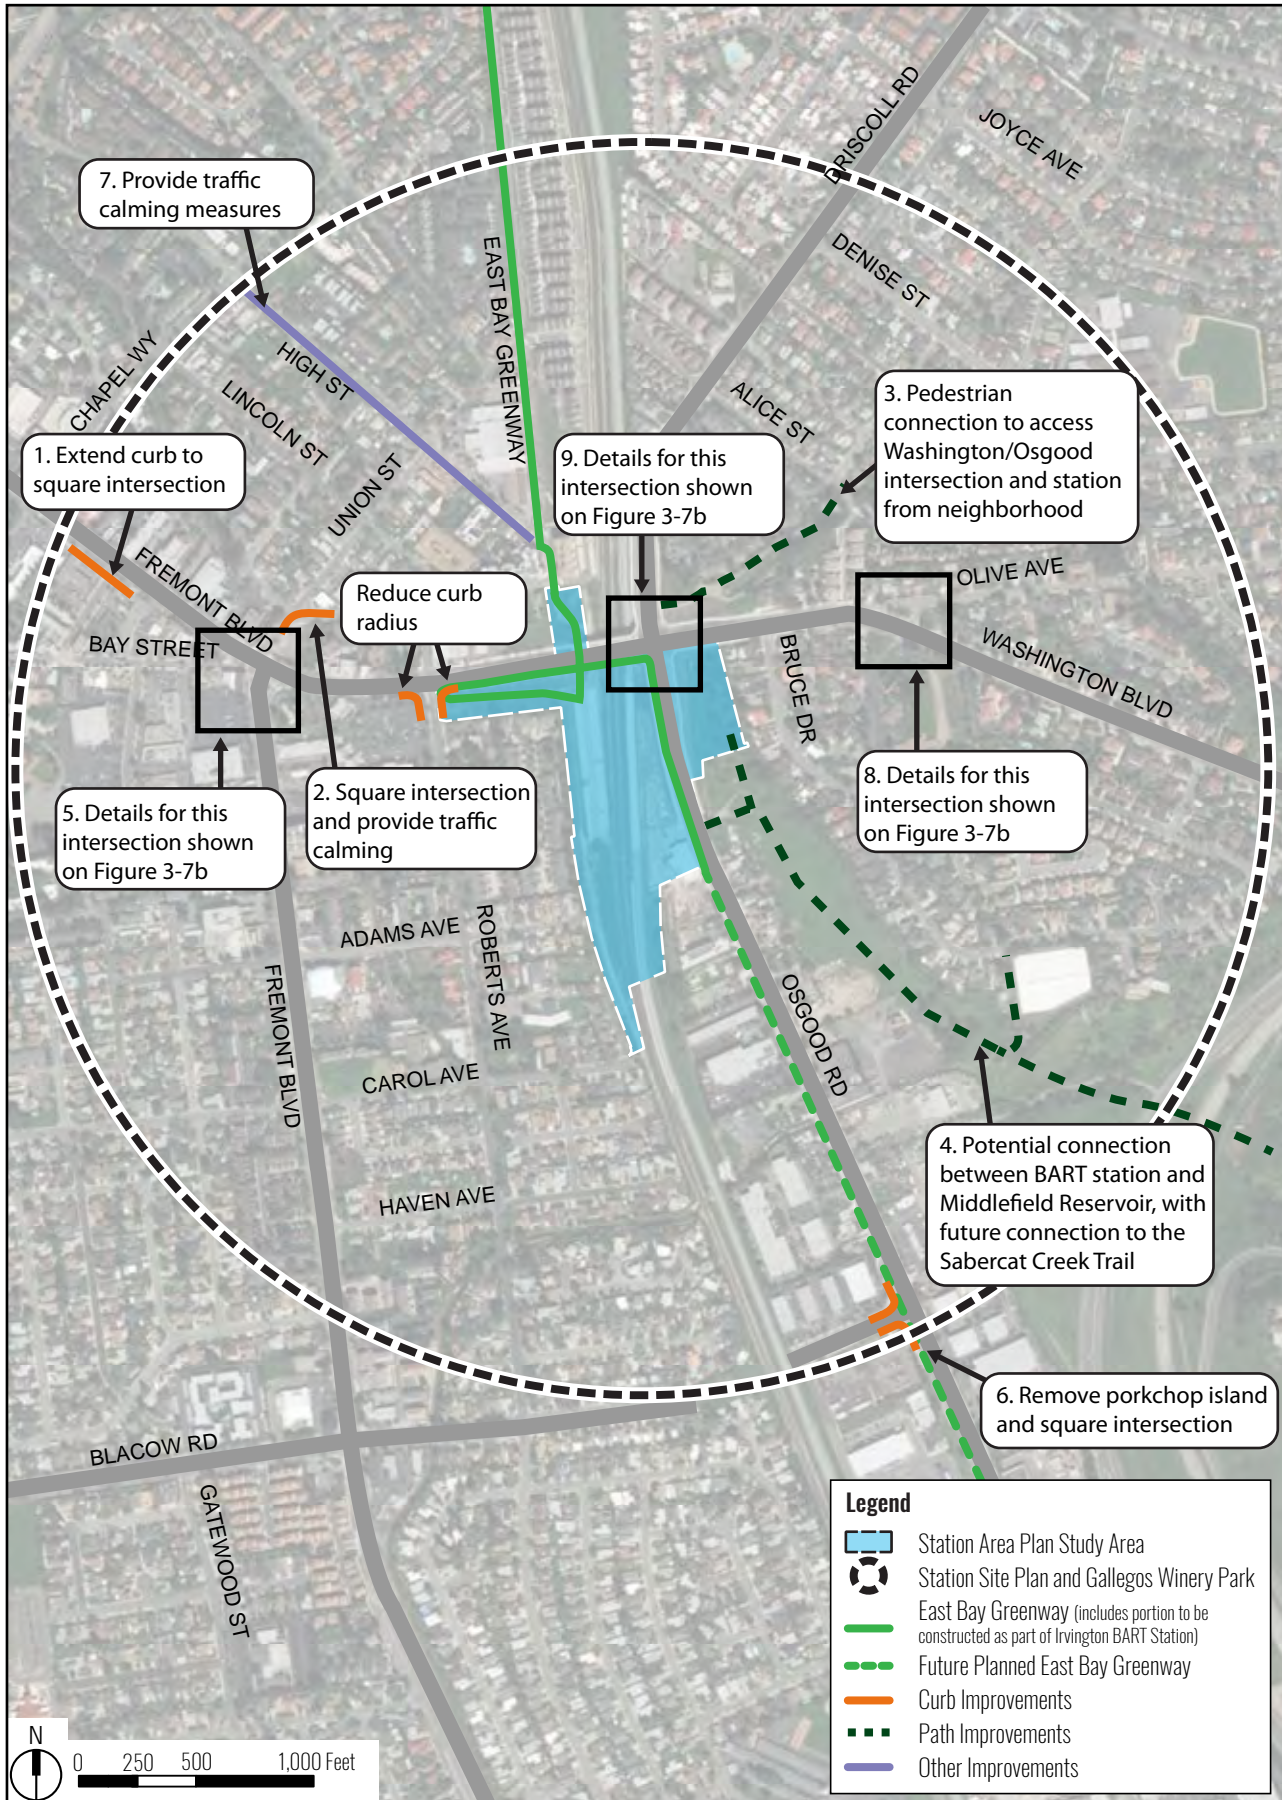 DRISCOLL RD
JOYCE AVE
7. Provide traffic
calming measures
EAST BAY GREENWAY
DENISE ST
CHAPEL WY
HIGH ST
LINCOLN ST
UNION ST
ALICE ST
3. Pedestrian
connection to access
Washington/Osgood
intersection and station
from neighborhood
1. Extend curb to
square intersection
9. Details for this
intersection shown
on Figure 3-7b
FREMONT BLVD
OLIVE AVE
Reduce curb
radius
BAY STREET
BRUCE DR
WASHINGTON BLVD
5. Details for this
intersection shown
on Figure 3-7b
2. Square intersection
and provide traffic
calming
8. Details for this
intersection shown
on Figure 3-7b
ADAMS AVE
ROBERTS AVE
FREMONT BLVD
OSGOOD RD
CAROL AVE
4. Potential connection
between BART station and
Middlefield Reservoir, with
future connection to the
Sabercat Creek Trail
HAVEN AVE
6. Remove porkchop island
and square intersection
BLACOW RD
GATEWOOD ST
Legend
Station Area Plan Study Area
Station Site Plan and Gallegos Winery Park
East Bay Greenway (includes portion to be
constructed as part of Irvington BART Station)
Future Planned East Bay Greenway
Curb Improvements
Path Improvements
Other Improvements
N
0 250 500 1,000 Feet